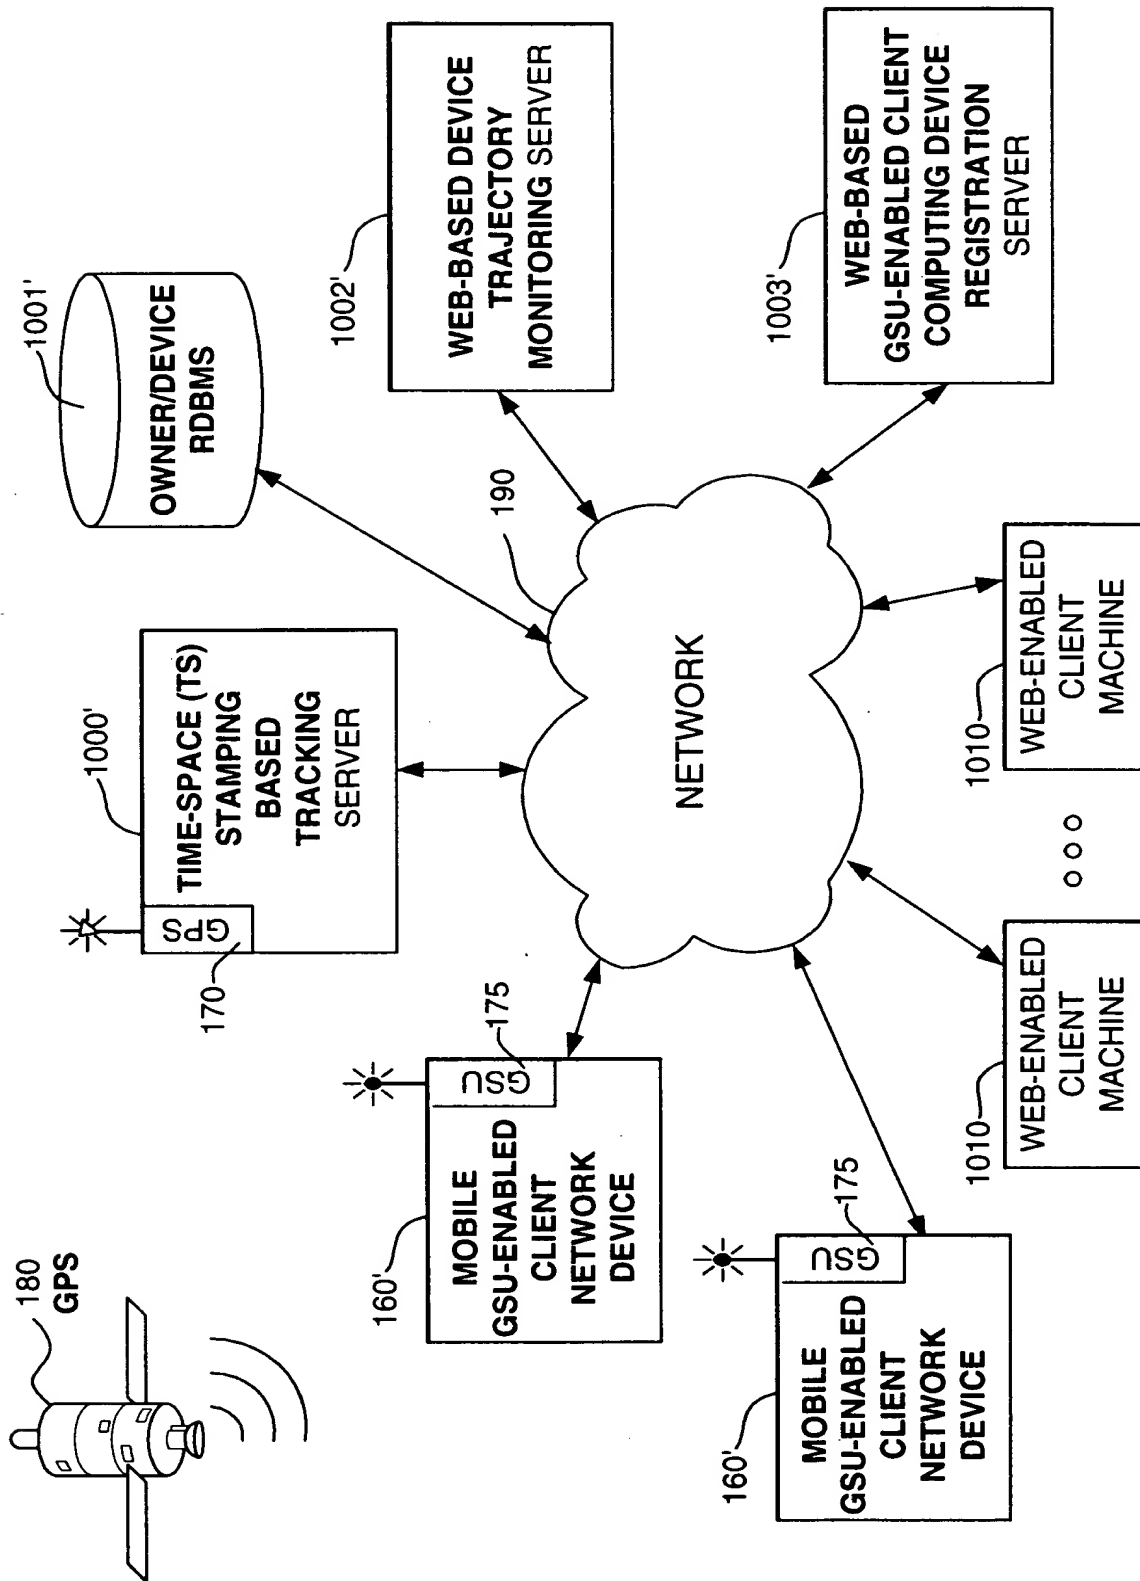 180
GPS
1000'
TIME-SPACE (TS)
STAMPING
BASED
TRACKING
SERVER
GPS
170
1001'
OWNER/DEVICE
RDBMS
160'
MOBILE
GSU-ENABLED
CLIENT
NETWORK
DEVICE
GSU
175
190
NETWORK
1002'
WEB-BASED DEVICE
TRAJECTORY
MONITORING SERVER
160'
MOBILE
GSU-ENABLED
CLIENT
NETWORK
DEVICE
GSU
175
1003'
WEB-BASED
GSU-ENABLED CLIENT
COMPUTING DEVICE
REGISTRATION
SERVER
1010
WEB-ENABLED
CLIENT
MACHINE
1010
WEB-ENABLED
CLIENT
MACHINE